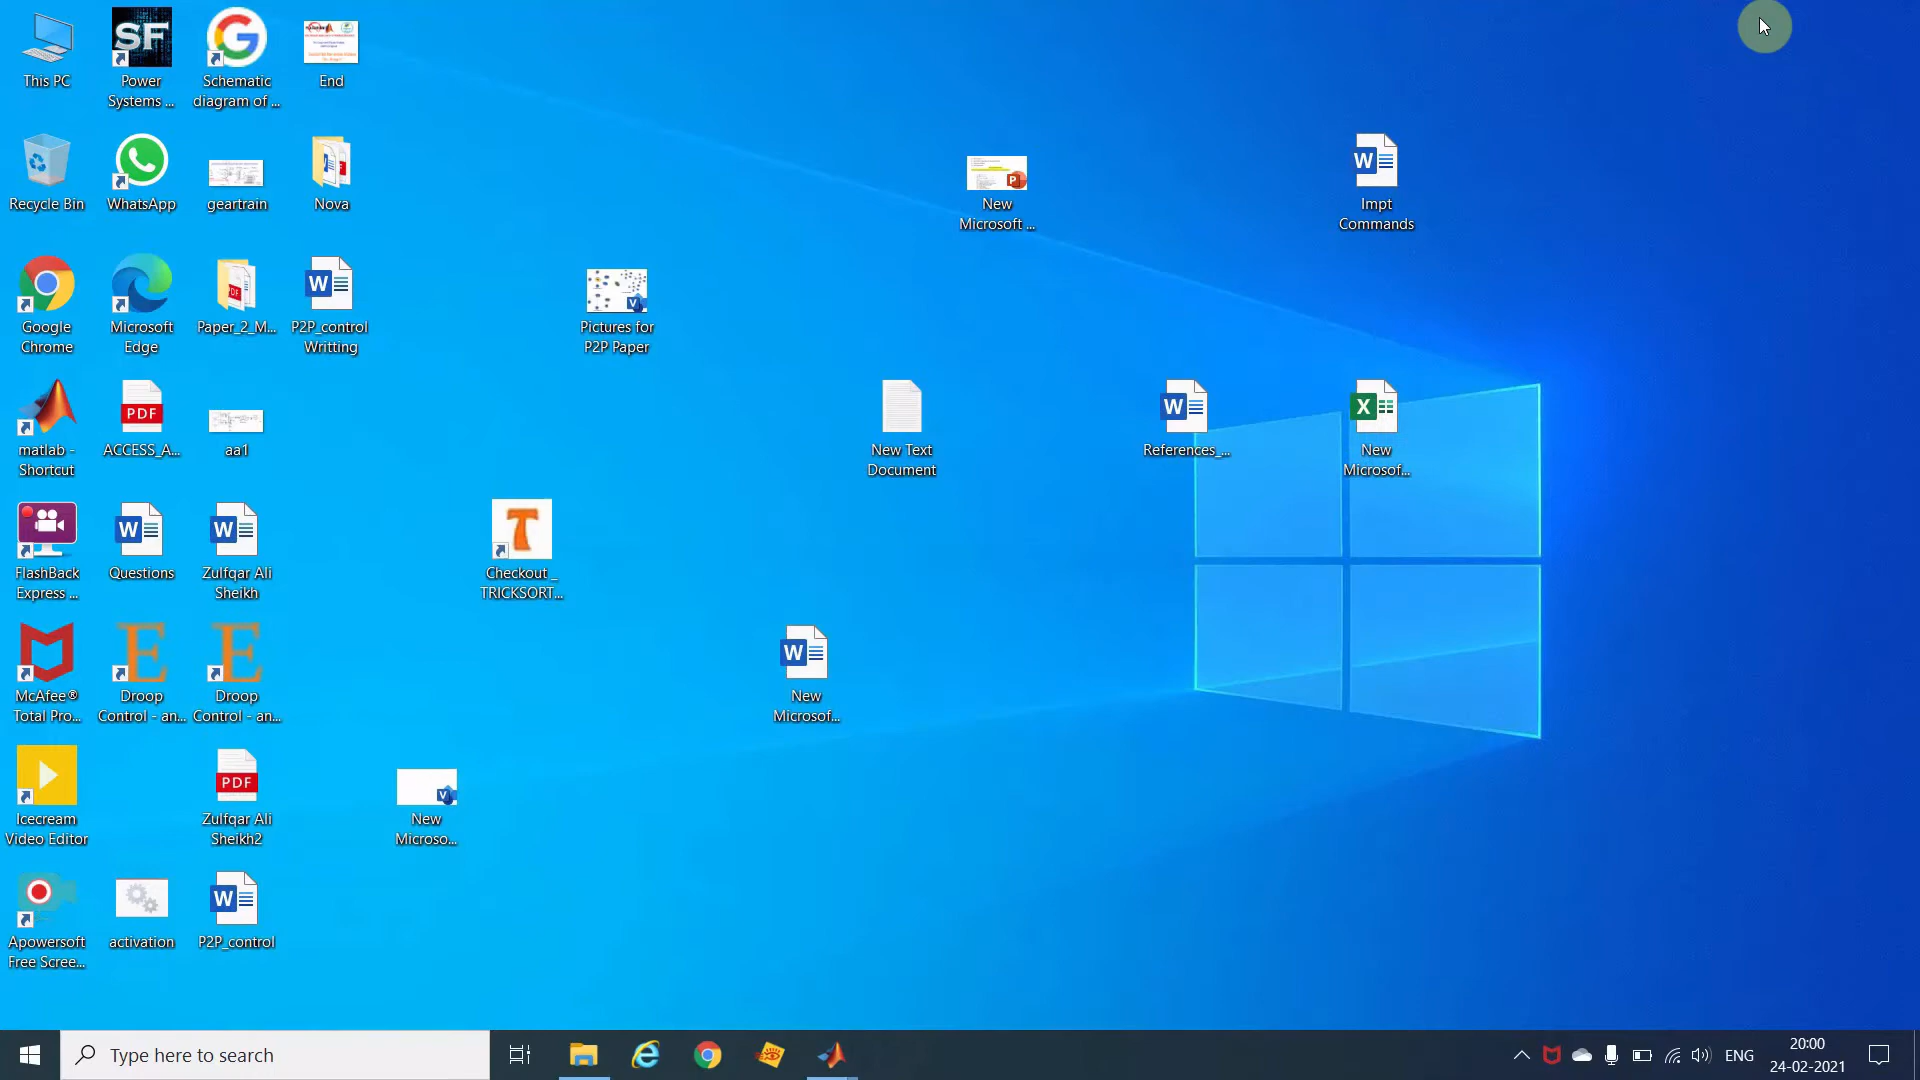 This PC
SF
Power
Systems ...
Schematic
diagram of ...
End
Recycle Bin
WhatsApp
geartrain
Nova
New
Microsoft ...
Impt
Commands
Google
Chrome
Microsoft
Edge
Paper_2_M...
P2P_control
Writting
Pictures for
P2P Paper
matlab -
Shortcut
PDF
ACCESS_A...
aa1
New Text
Document
References_...
New
Microsof...
FlashBack
Express ...
Questions
Zulfqar Ali
Sheikh
Checkout _
TRICKSORT...
McAfee®
Total Pro...
Droop
Control - an...
Droop
Control - an...
New
Microsof...
Icecream
Video Editor
PDF
Zulfqar Ali
Sheikh2
New
Microso...
Apowersoft
Free Scree...
activation
P2P_control
Type here to search
ENG
20:00
24-02-2021